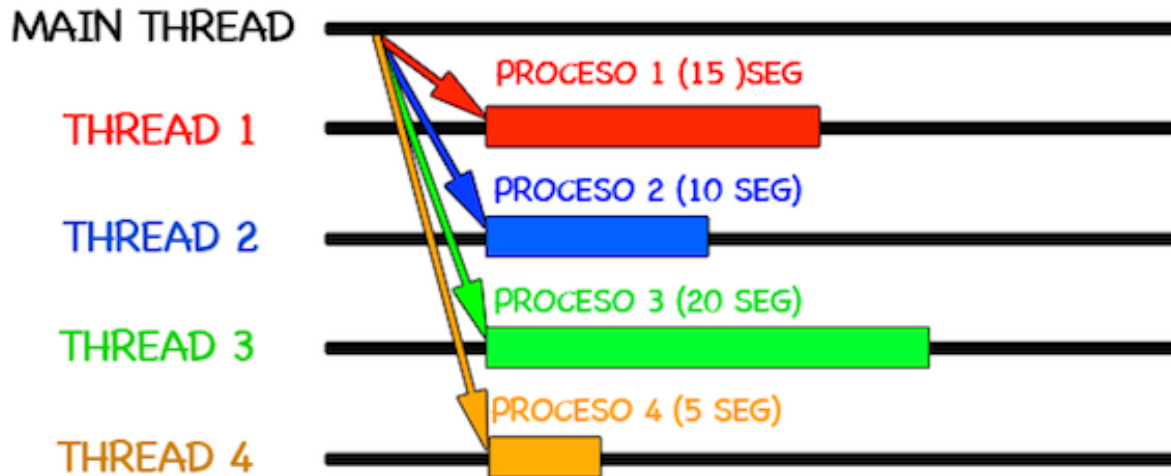 MAIN THREAD
PROCESO 1 (15 )SEG
THREAD 1
PROCESO 2 (10 SEG)
THREAD 2
PROCESO 3 (20 SEG)
THREAD 3
PROCESO 4 (5 SEG)
THREAD 4